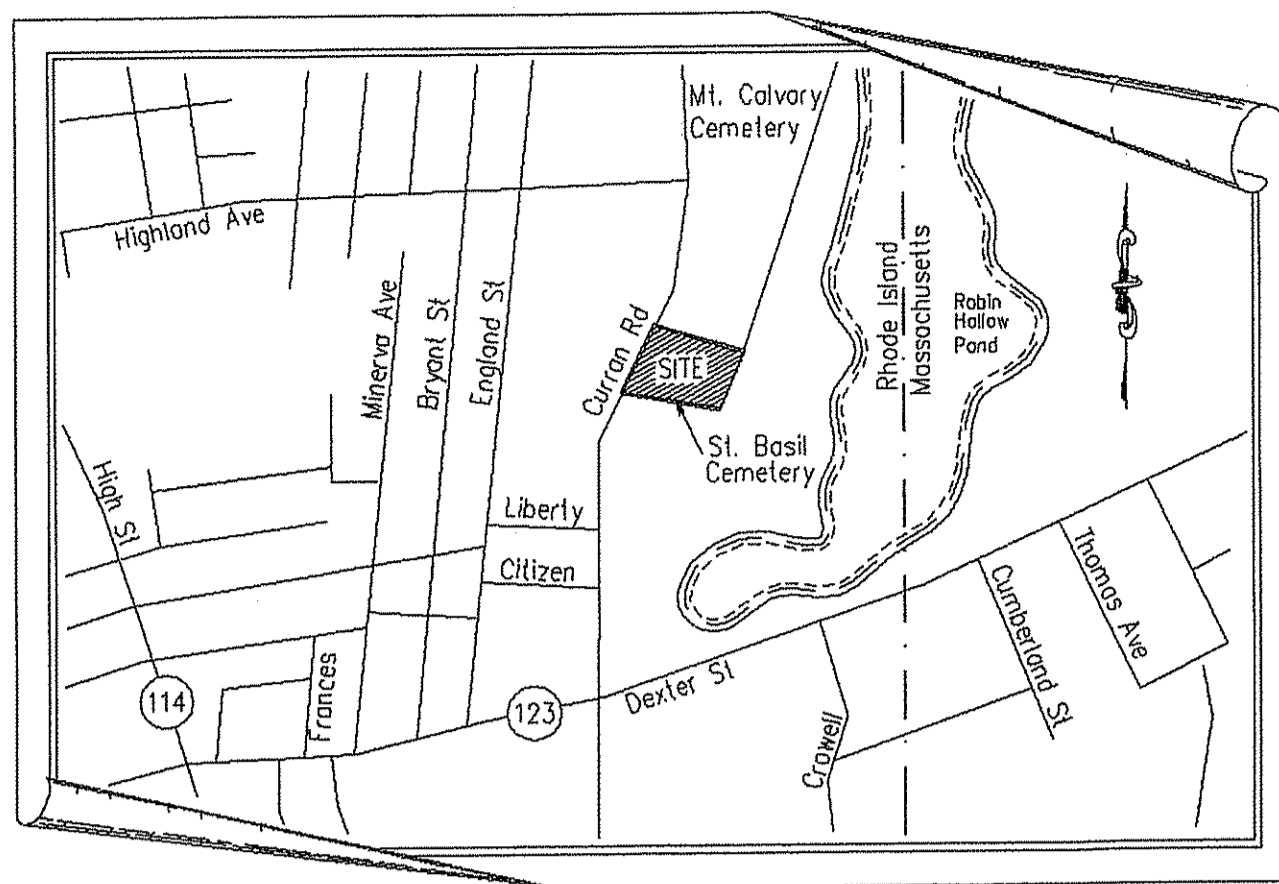 Mt. Calvary
Cemetery
Highland Ave
Minerva Ave
Bryant St
England St
Curran Rd
SITE
Rhode Island
Massachusetts
Robin
Hollow
Pond
St. Basil
Cemetery
High St
Liberty
Citizen
Thomas Ave
Cumberland St
Frances
114
123
Dexter St
Crowell